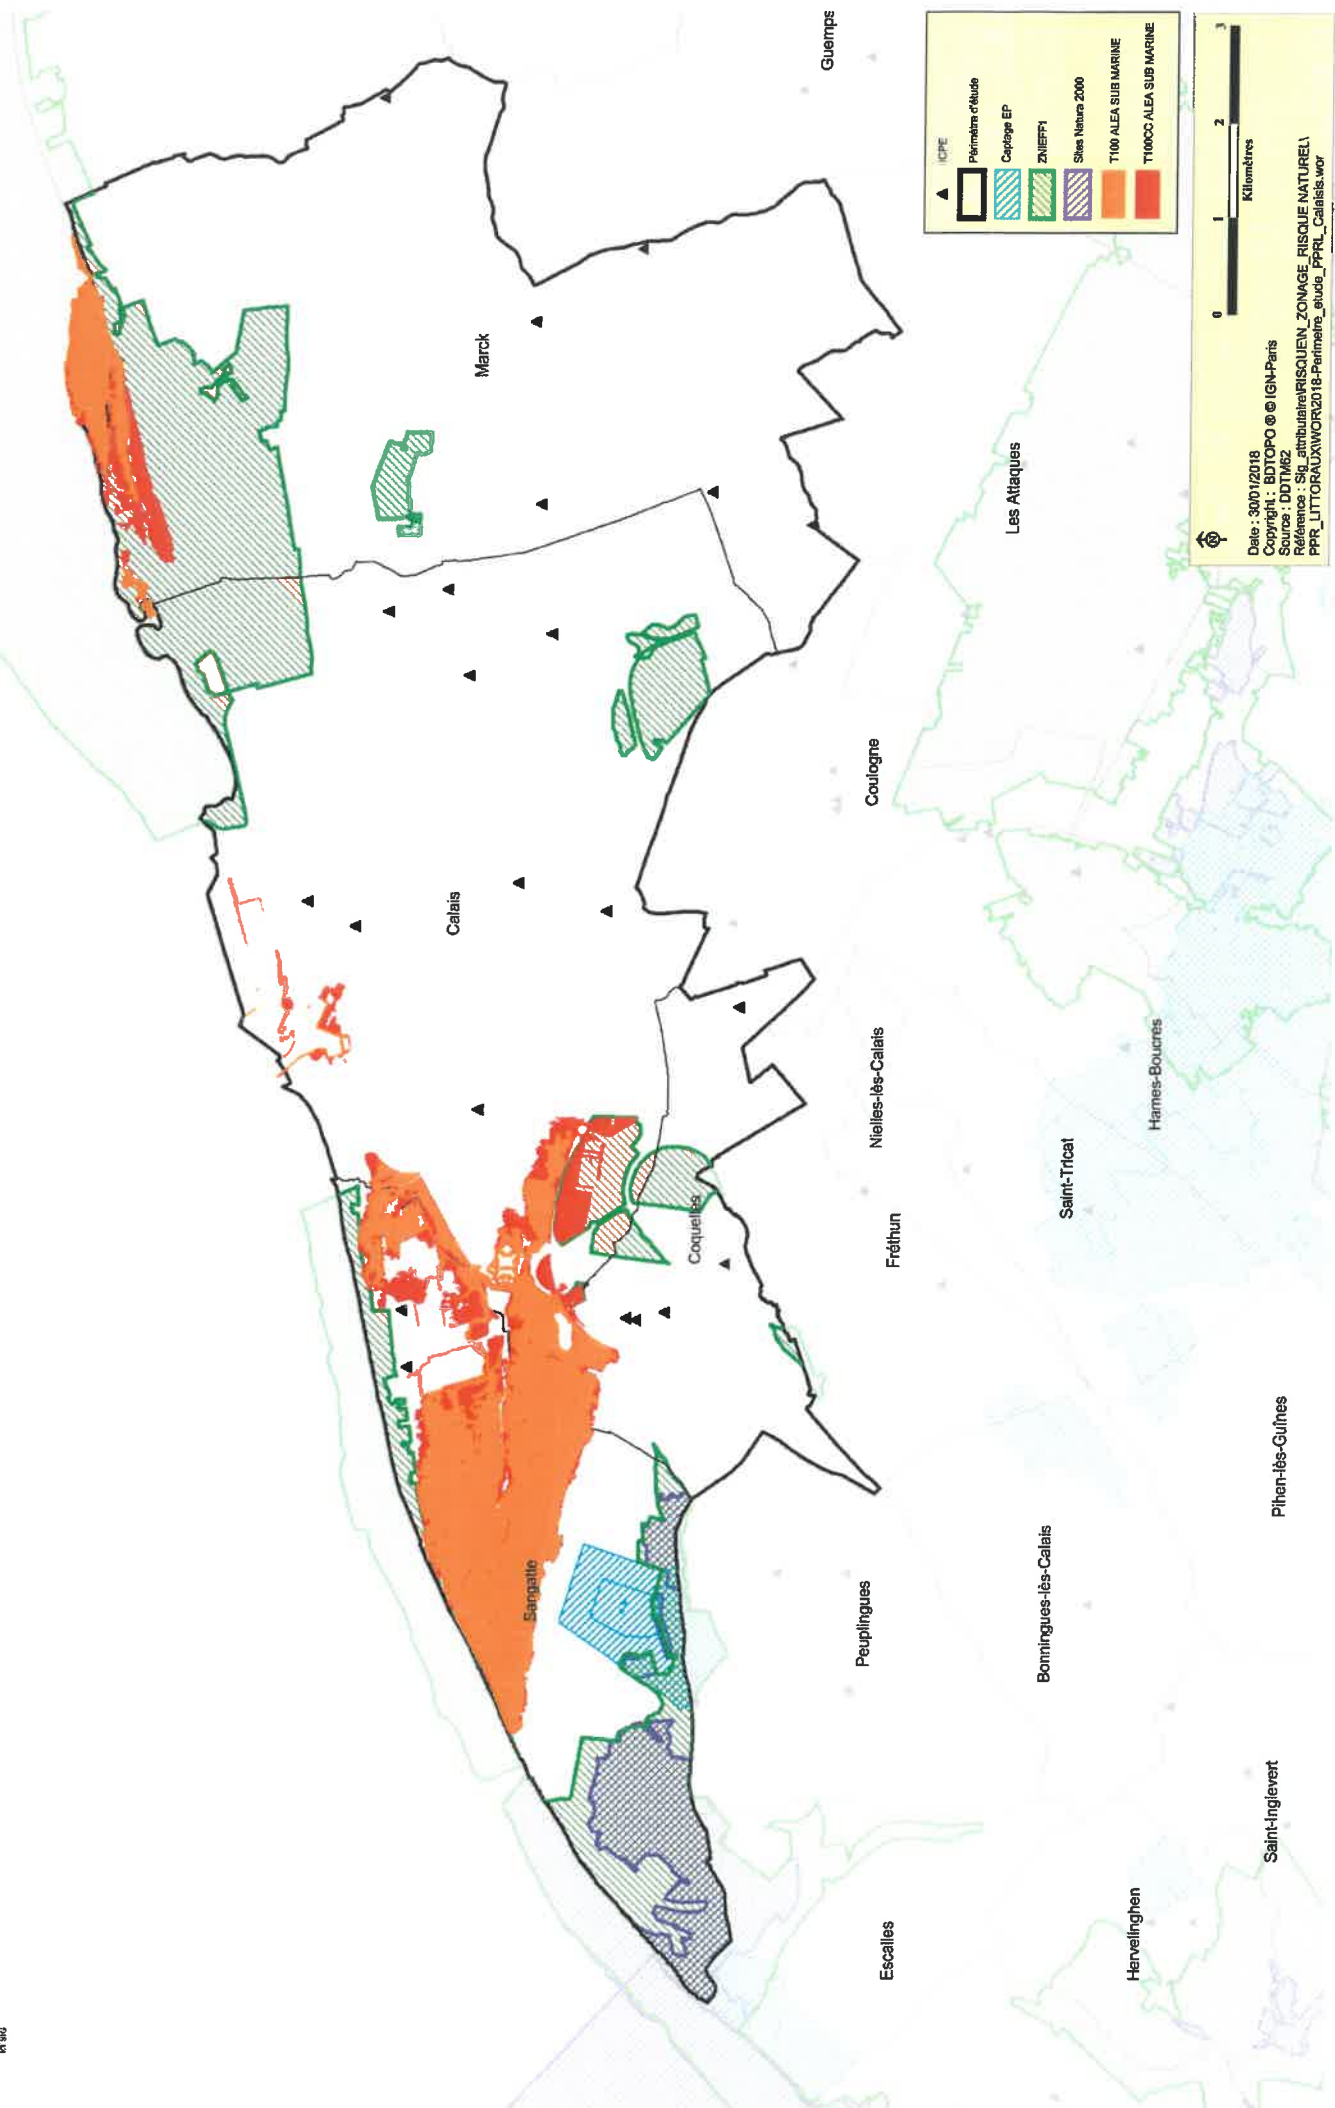 Guemps
Marck
Les Attaques
Calais
Coulogne
Nielles-lès-Calais
Hames-Boucres
Coquelles
Fréthun
Saint-Tricat
Sangatte
Peuplingues
Bonningues-lès-Calais
Pihen-lès-Guînes
Escalles
Hervelinghen
Saint-Inglevert
ICPE
Périmètre d'étude
Captage EP
ZNIEFF1
Sites Natura 2000
T100 ALEA SUB MARINE
T100CC ALEA SUB MARINE
0 1 2 3
Kilomètres
N
Date : 30/01/2018
Copyright : BDTOPO ® © IGN-Paris
Source : DDTM62
Référence : Sig_attributaire\RISQUE\N_ZONAGE_RISQUE NATUREL\
PPR_LITTORAUX\WOR\2018-Perimetre_etude_PPRL_Calaisis.wor